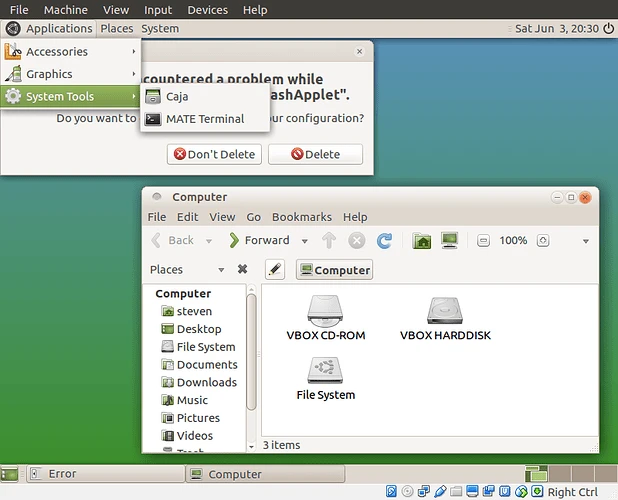 File Machine View Input Devices Help
Applications Places System Sat Jun 3, 20:30
Accessories
Graphics
System Tools
Caja
MATE Terminal
countered a problem while
ashApplet".
Do you want to our configuration?
Don't Delete Delete
Computer
File Edit View Go Bookmarks Help
Back Forward 100%
Places Computer
Computer
steven
Desktop
File System
Documents
Downloads
Music
Pictures
Videos
VBOX CD-ROM VBOX HARDDISK
File System
3 items
Error Computer
Right Ctrl